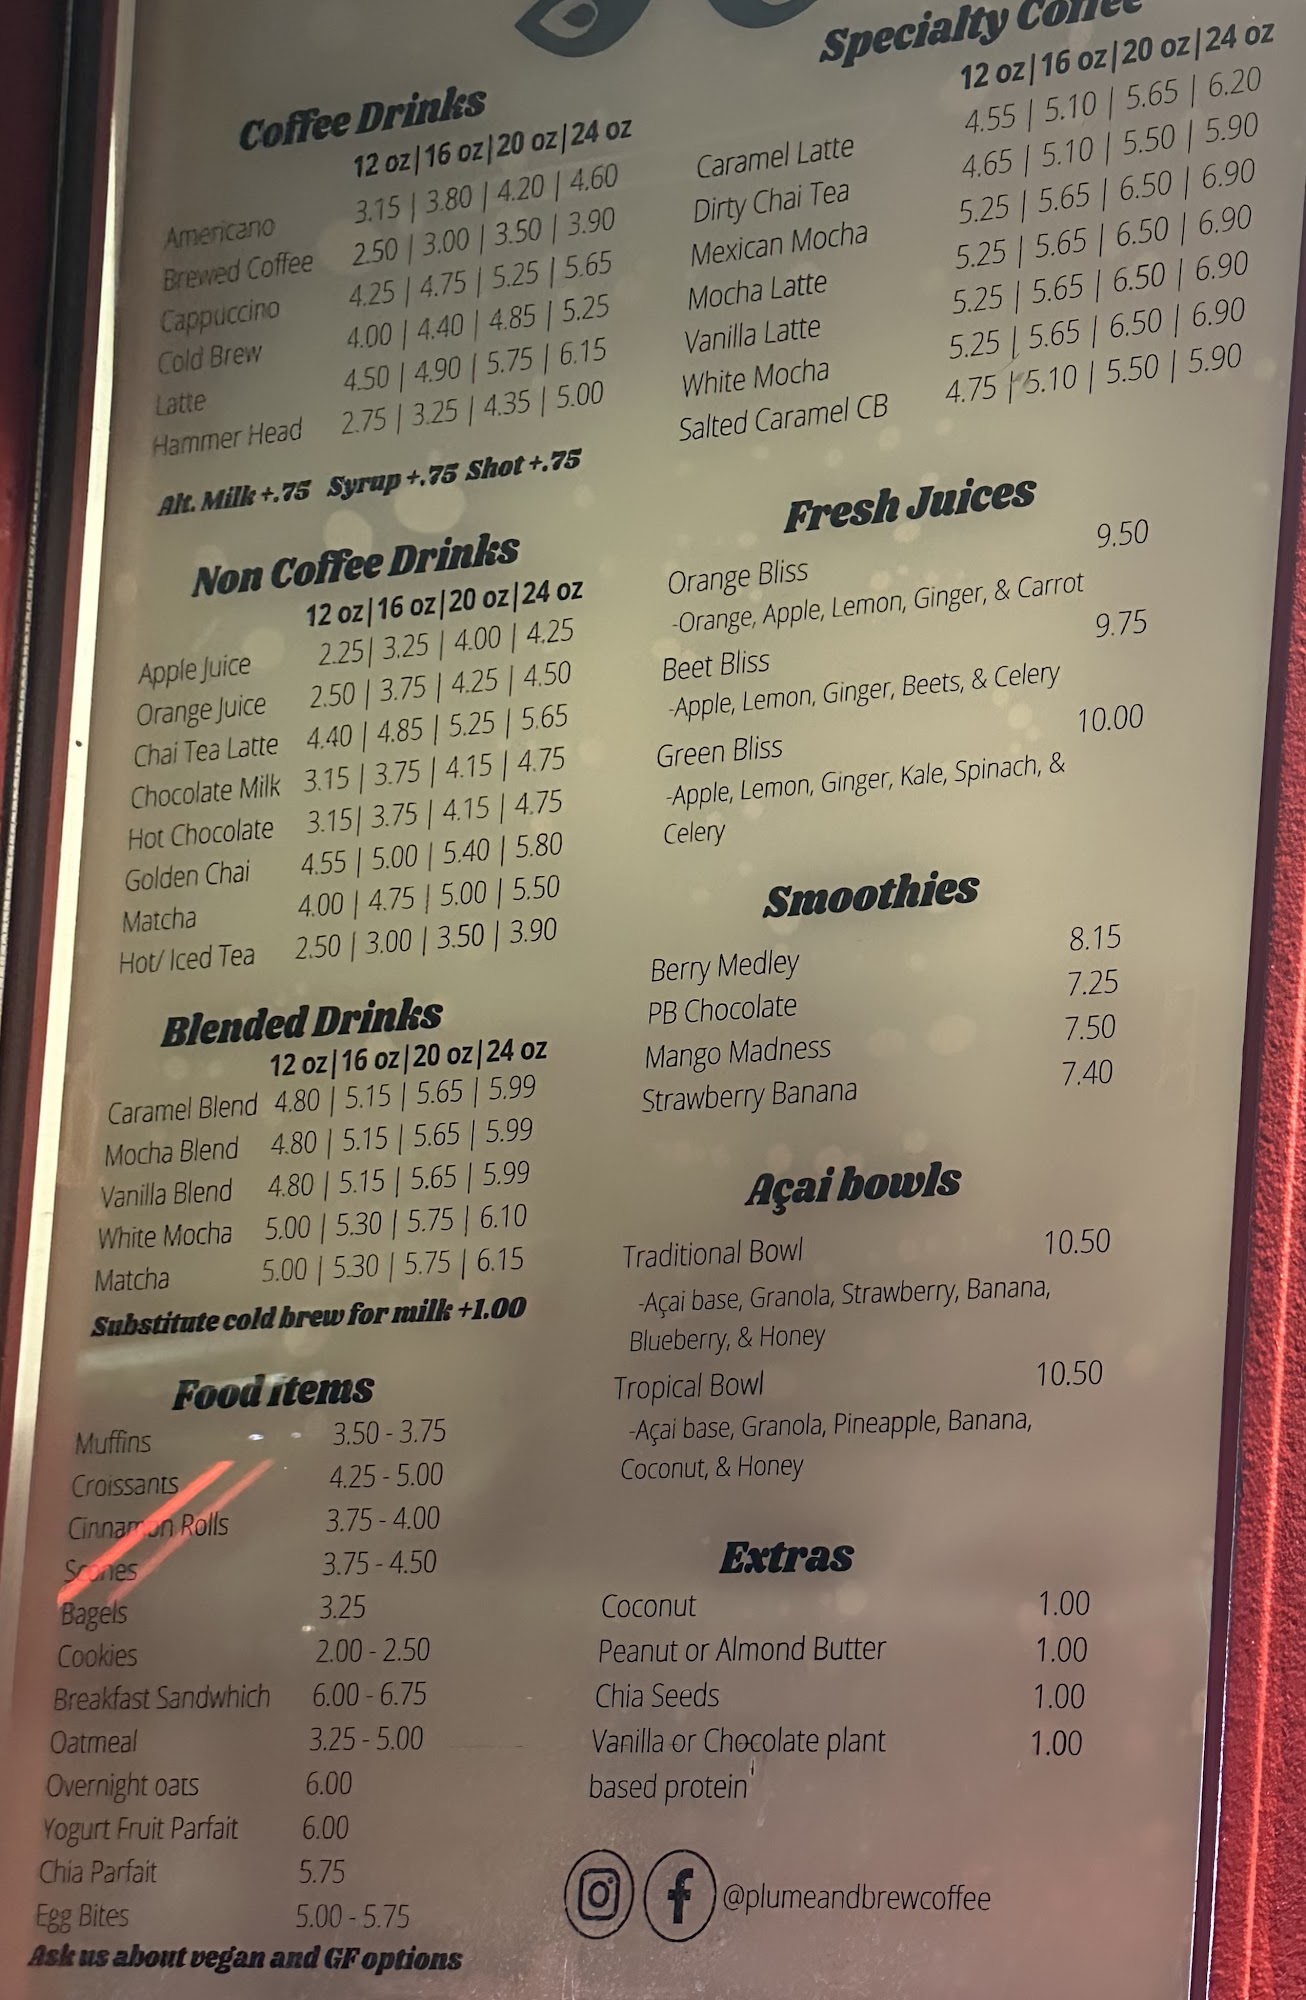 Coffee Drinks
12 oz|16 oz|20 oz|24 oz
Americano 3.15 | 3.80 | 4.20 | 4.60
Brewed Coffee 2.50 | 3.00 | 3.50 | 3.90
Cappuccino 4.25 | 4.75 | 5.25 | 5.65
Cold Brew 4.00 | 4.40 | 4.85 | 5.25
Latte 4.50 | 4.90 | 5.75 | 6.15
Hammer Head 2.75 | 3.25 | 4.35 | 5.00
Alt. Milk +.75 Syrup +.75 Shot +.75
Non Coffee Drinks
12 oz|16 oz|20 oz|24 oz
Apple Juice 2.25| 3.25 | 4.00 | 4.25
Orange Juice 2.50 | 3.75 | 4.25 | 4.50
Chai Tea Latte 4.40 | 4.85 | 5.25 | 5.65
Chocolate Milk 3.15 | 3.75 | 4.15 | 4.75
Hot Chocolate 3.15| 3.75 | 4.15 | 4.75
Golden Chai 4.55 | 5.00 | 5.40 | 5.80
Matcha 4.00 | 4.75 | 5.00 | 5.50
Hot/ Iced Tea 2.50 | 3.00 | 3.50 | 3.90
Blended Drinks
12 oz|16 oz|20 oz|24 oz
Caramel Blend 4.80 | 5.15 | 5.65 | 5.99
Mocha Blend 4.80 | 5.15 | 5.65 | 5.99
Vanilla Blend 4.80 | 5.15 | 5.65 | 5.99
White Mocha 5.00 | 5.30 | 5.75 | 6.10
Matcha 5.00 | 5.30 | 5.75 | 6.15
Substitute cold brew for milk +1.00
Food items
Muffins 3.50 - 3.75
Croissants 4.25 - 5.00
Cinnamon Rolls 3.75 - 4.00
Scones 3.75 - 4.50
Bagels 3.25
Cookies 2.00 - 2.50
Breakfast Sandwhich 6.00 - 6.75
Oatmeal 3.25 - 5.00
Overnight oats 6.00
Yogurt Fruit Parfait 6.00
Chia Parfait 5.75
Egg Bites 5.00 - 5.75
Ask us about vegan and GF options
Specialty Coffee
12 oz|16 oz|20 oz|24 oz
Caramel Latte 4.55 | 5.10 | 5.65 | 6.20
Dirty Chai Tea 4.65 | 5.10 | 5.50 | 5.90
Mexican Mocha 5.25 | 5.65 | 6.50 | 6.90
Mocha Latte 5.25 | 5.65 | 6.50 | 6.90
Vanilla Latte 5.25 | 5.65 | 6.50 | 6.90
White Mocha 5.25 | 5.65 | 6.50 | 6.90
Salted Caramel CB 4.75 | 5.10 | 5.50 | 5.90
Fresh Juices
Orange Bliss 9.50
-Orange, Apple, Lemon, Ginger, & Carrot
Beet Bliss 9.75
-Apple, Lemon, Ginger, Beets, & Celery
Green Bliss 10.00
-Apple, Lemon, Ginger, Kale, Spinach, &
Celery
Smoothies
Berry Medley 8.15
PB Chocolate 7.25
Mango Madness 7.50
Strawberry Banana 7.40
Açai bowls
Traditional Bowl 10.50
-Açai base, Granola, Strawberry, Banana,
Blueberry, & Honey
Tropical Bowl 10.50
-Açai base, Granola, Pineapple, Banana,
Coconut, & Honey
Extras
Coconut 1.00
Peanut or Almond Butter 1.00
Chia Seeds 1.00
Vanilla or Chocolate plant 1.00
based protein
@plumeandbrewcoffee